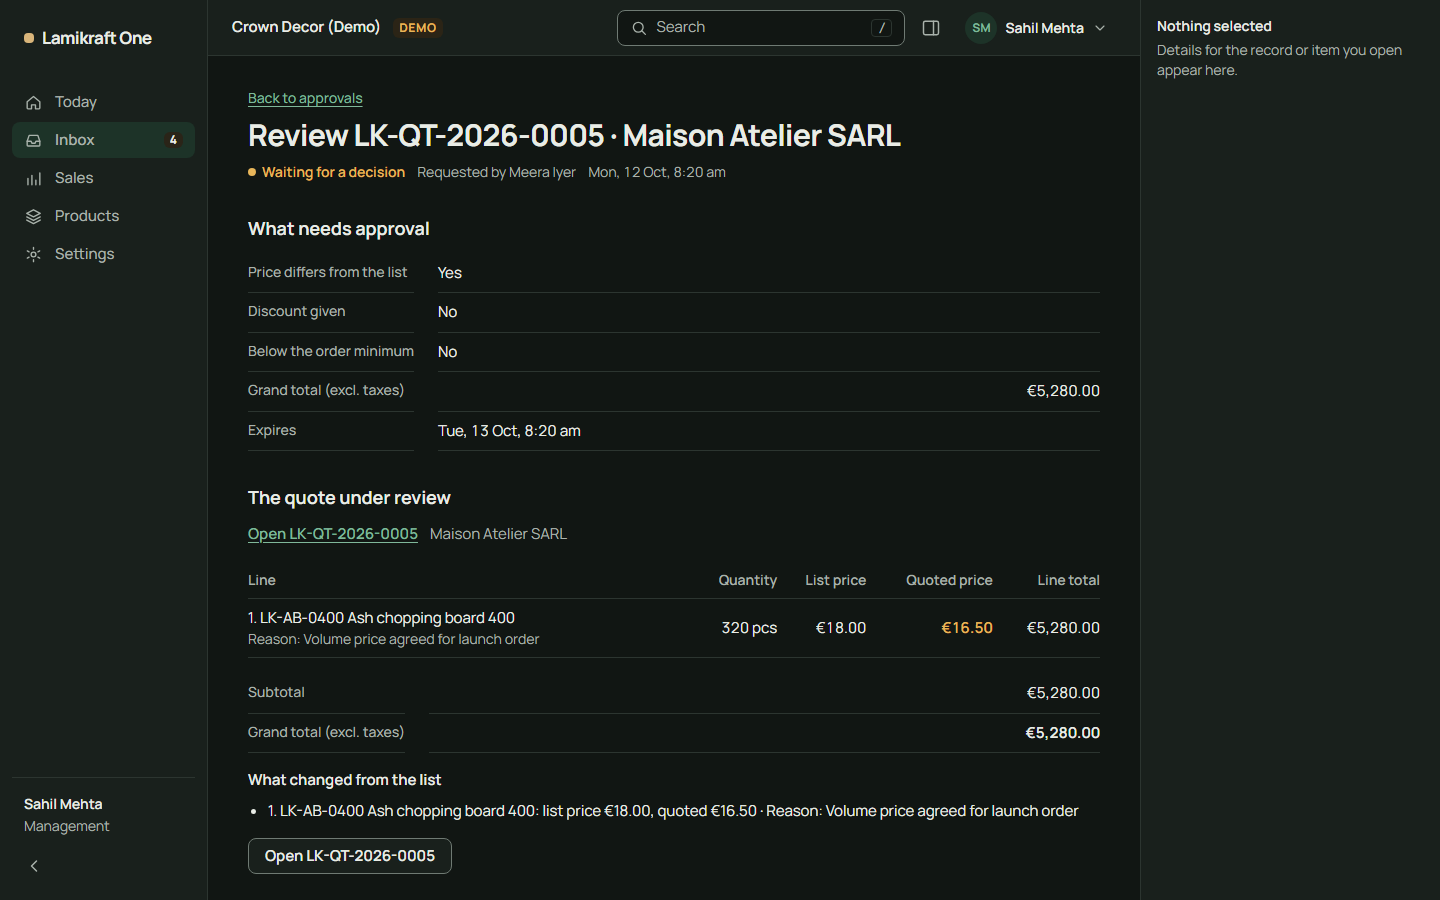 Lamikraft One
Today
Inbox 4
Sales
Products
Settings
Sahil Mehta
Management
Crown Decor (Demo) DEMO
Search /
SM Sahil Mehta
Back to approvals
Review LK-QT-2026-0005 · Maison Atelier SARL
Waiting for a decision Requested by Meera Iyer Mon, 12 Oct, 8:20 am
What needs approval
Price differs from the list Yes
Discount given No
Below the order minimum No
Grand total (excl. taxes) €5,280.00
Expires Tue, 13 Oct, 8:20 am
The quote under review
Open LK-QT-2026-0005 Maison Atelier SARL
Line Quantity List price Quoted price Line total
1. LK-AB-0400 Ash chopping board 400 320 pcs €18.00 €16.50 €5,280.00
Reason: Volume price agreed for launch order
Subtotal €5,280.00
Grand total (excl. taxes) €5,280.00
What changed from the list
• 1. LK-AB-0400 Ash chopping board 400: list price €18.00, quoted €16.50 · Reason: Volume price agreed for launch order
Open LK-QT-2026-0005
Nothing selected
Details for the record or item you open
appear here.